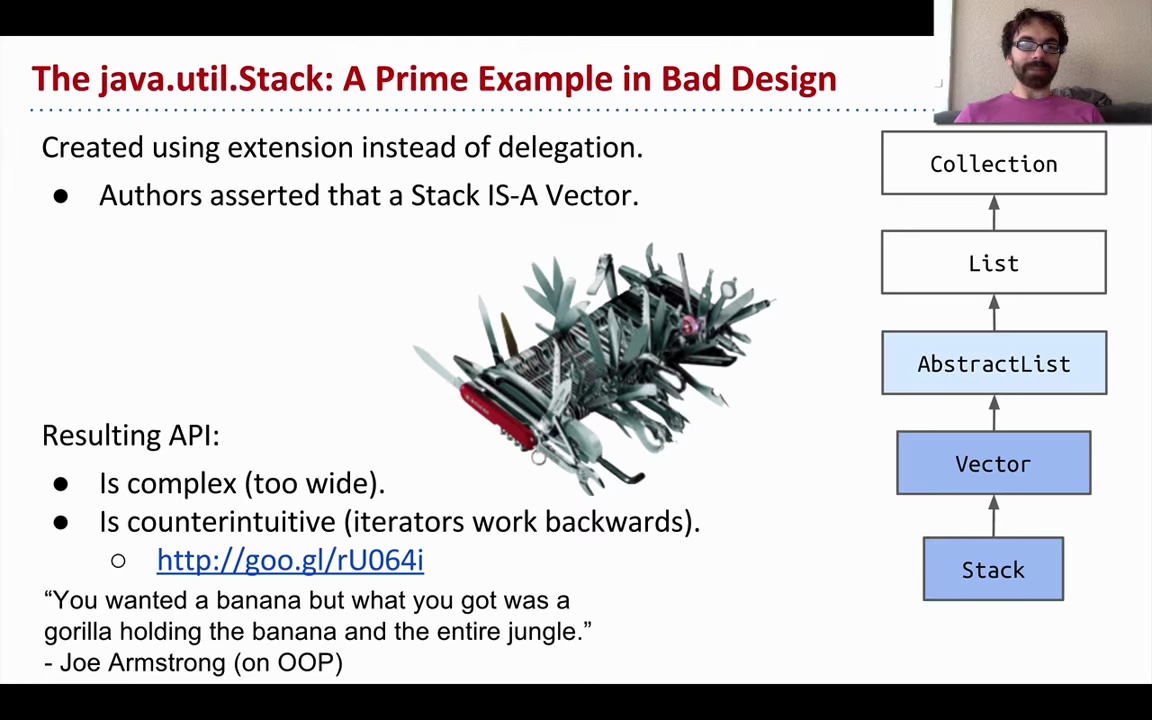 The java.util.Stack: A Prime Example in Bad Design
Created using extension instead of delegation.
● Authors asserted that a Stack IS-A Vector.
Resulting API:
● Is complex (too wide).
● Is counterintuitive (iterators work backwards).
○ http://goo.gl/rU064i
“You wanted a banana but what you got was a
gorilla holding the banana and the entire jungle.”
- Joe Armstrong (on OOP)
Collection
List
AbstractList
Vector
Stack